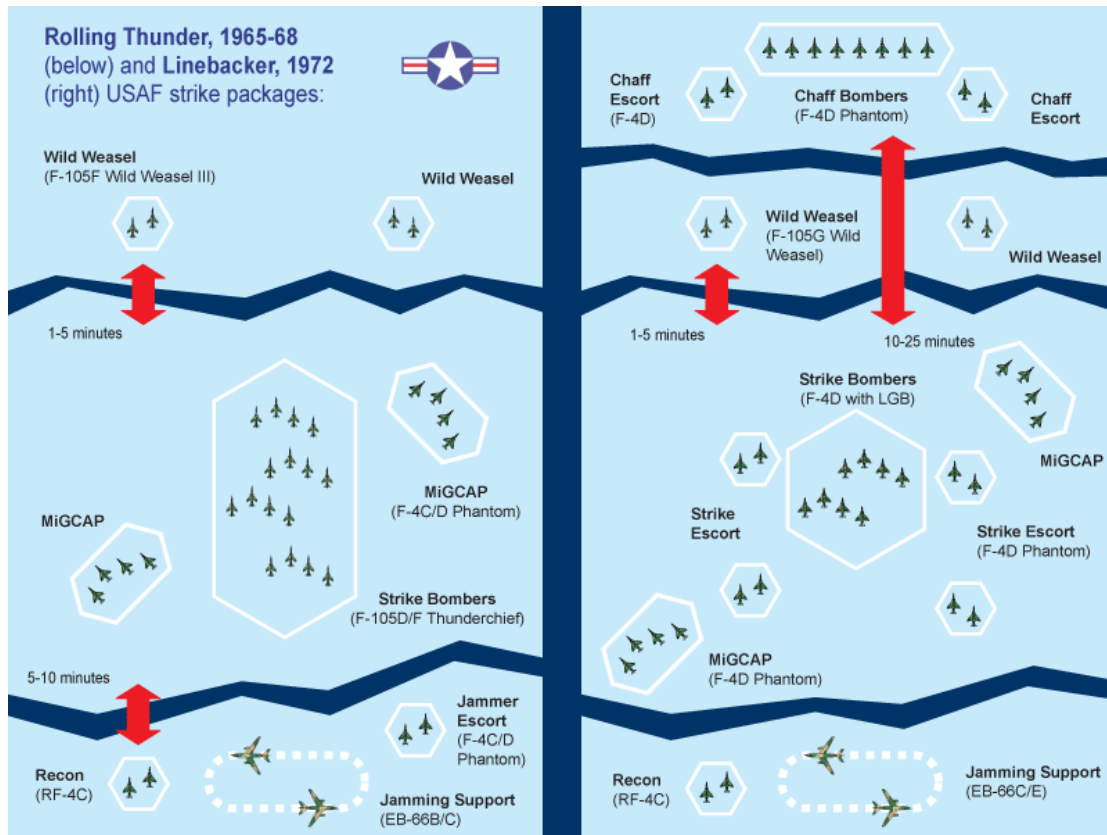 Rolling Thunder, 1965-68
(below) and Linebacker, 1972
(right) USAF strike packages:
Wild Weasel
(F-105F Wild Weasel III)
Wild Weasel
1-5 minutes
MiGCAP
(F-4C/D Phantom)
MiGCAP
Strike Bombers
(F-105D/F Thunderchief)
5-10 minutes
Jammer
Escort
(F-4C/D
Phantom)
Recon
(RF-4C)
Jamming Support
(EB-66B/C)
Chaff
Escort
(F-4D)
Chaff Bombers
(F-4D Phantom)
Chaff
Escort
Wild Weasel
(F-105G Wild
Weasel)
Wild Weasel
1-5 minutes
10-25 minutes
Strike Bombers
(F-4D with LGB)
MiGCAP
Strike
Escort
Strike Escort
(F-4D Phantom)
MiGCAP
(F-4D Phantom)
Recon
(RF-4C)
Jamming Support
(EB-66C/E)